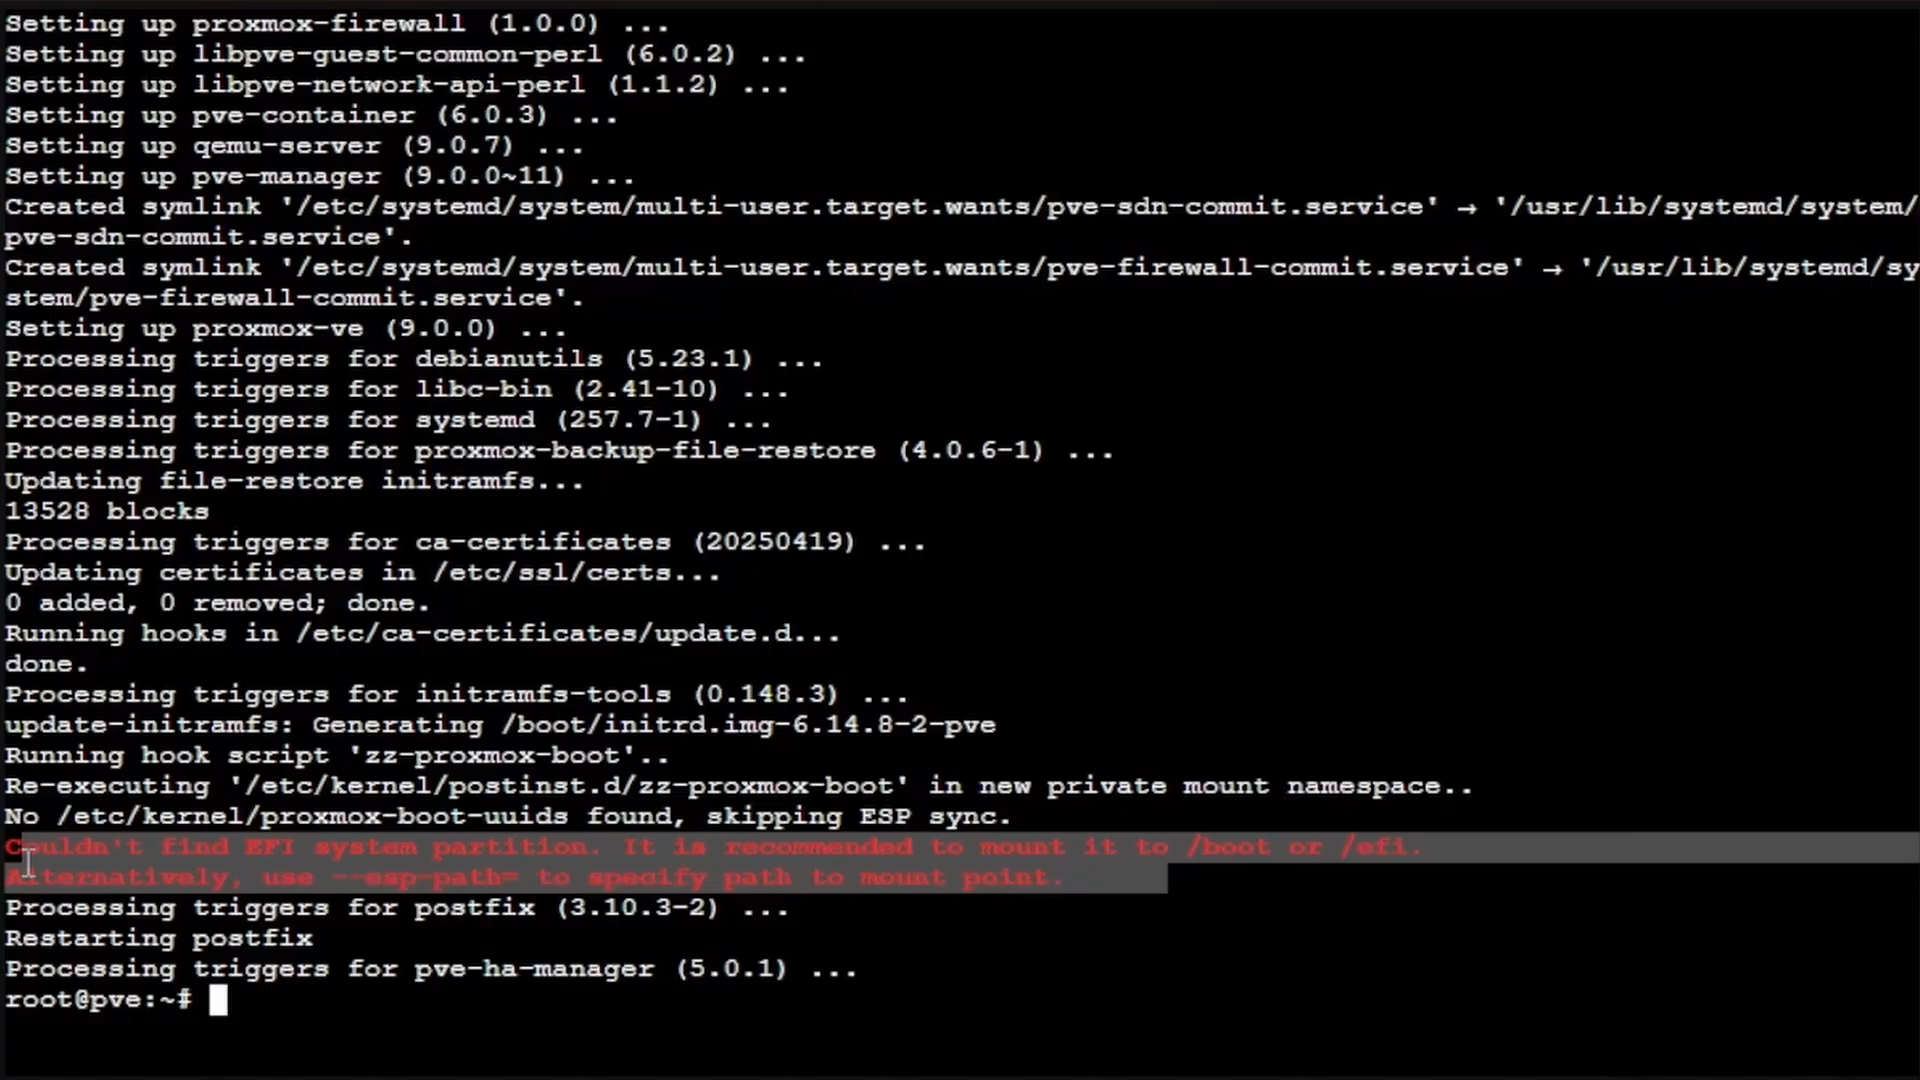 Setting up proxmox-firewall (1.0.0) ...
Setting up libpve-guest-common-perl (6.0.2) ...
Setting up libpve-network-api-perl (1.1.2) ...
Setting up pve-container (6.0.3) ...
Setting up qemu-server (9.0.7) ...
Setting up pve-manager (9.0.0~11) ...
Created symlink '/etc/systemd/system/multi-user.target.wants/pve-sdn-commit.service' → '/usr/lib/systemd/system/
pve-sdn-commit.service'.
Created symlink '/etc/systemd/system/multi-user.target.wants/pve-firewall-commit.service' → '/usr/lib/systemd/sy
stem/pve-firewall-commit.service'.
Setting up proxmox-ve (9.0.0) ...
Processing triggers for debianutils (5.23.1) ...
Processing triggers for libc-bin (2.41-10) ...
Processing triggers for systemd (257.7-1) ...
Processing triggers for proxmox-backup-file-restore (4.0.6-1) ...
Updating file-restore initramfs...
13528 blocks
Processing triggers for ca-certificates (20250419) ...
Updating certificates in /etc/ssl/certs...
0 added, 0 removed; done.
Running hooks in /etc/ca-certificates/update.d...
done.
Processing triggers for initramfs-tools (0.148.3) ...
update-initramfs: Generating /boot/initrd.img-6.14.8-2-pve
Running hook script 'zz-proxmox-boot'..
Re-executing '/etc/kernel/postinst.d/zz-proxmox-boot' in new private mount namespace..
No /etc/kernel/proxmox-boot-uuids found, skipping ESP sync.
Couldn't find EFI system partition. It is recommended to mount it to /boot or /efi.
Alternatively, use --esp-path= to specify path to mount point.
Processing triggers for postfix (3.10.3-2) ...
Restarting postfix
Processing triggers for pve-ha-manager (5.0.1) ...
root@pve:~#